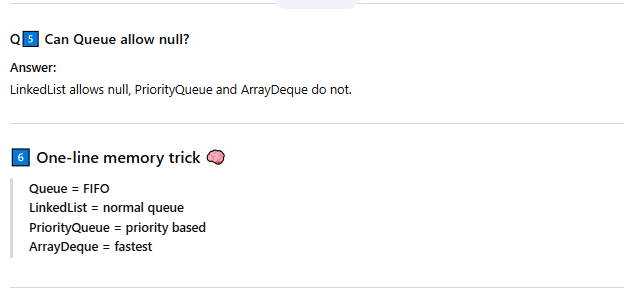 Q5️⃣ Can Queue allow null?
Answer:
LinkedList allows null, PriorityQueue and ArrayDeque do not.
6️⃣ One-line memory trick 🧠
Queue = FIFO
LinkedList = normal queue
PriorityQueue = priority based
ArrayDeque = fastest